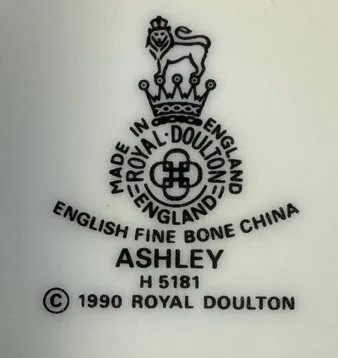 MADE IN ENGLAND
ROYAL·DOULTON
ENGLAND
ENGLISH FINE BONE CHINA
ASHLEY
H 5181
© 1990 ROYAL DOULTON